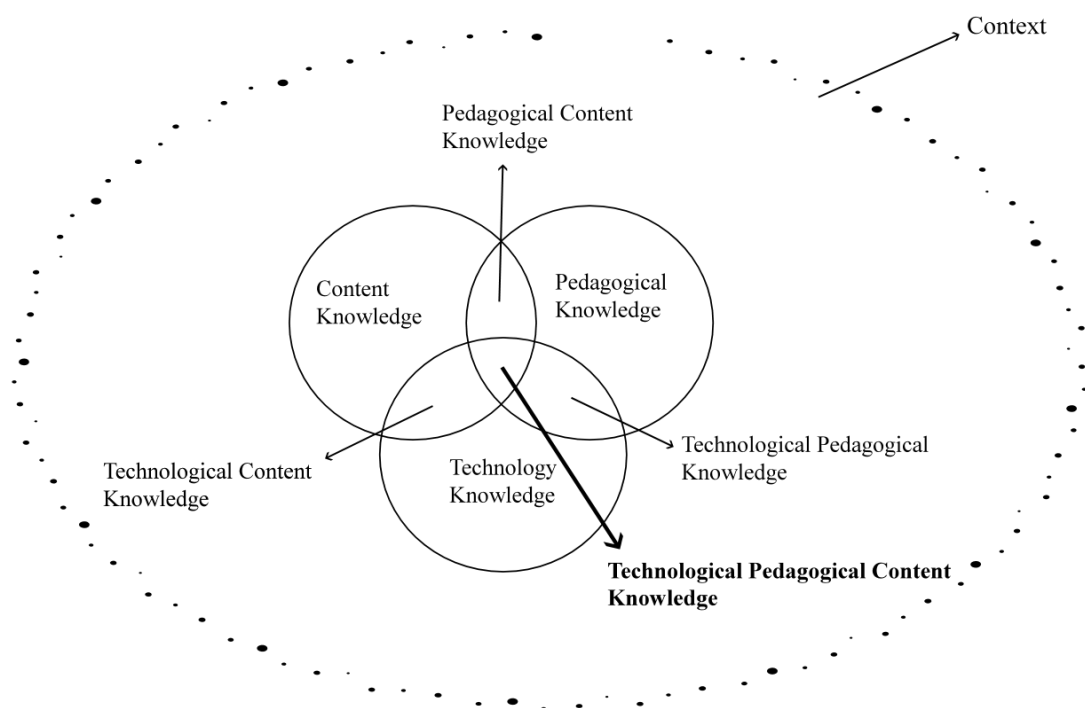 Context
Pedagogical Content
Knowledge
Content
Knowledge
Pedagogical
Knowledge
Technological Content
Knowledge
Technology
Knowledge
Technological Pedagogical
Knowledge
Technological Pedagogical Content
Knowledge